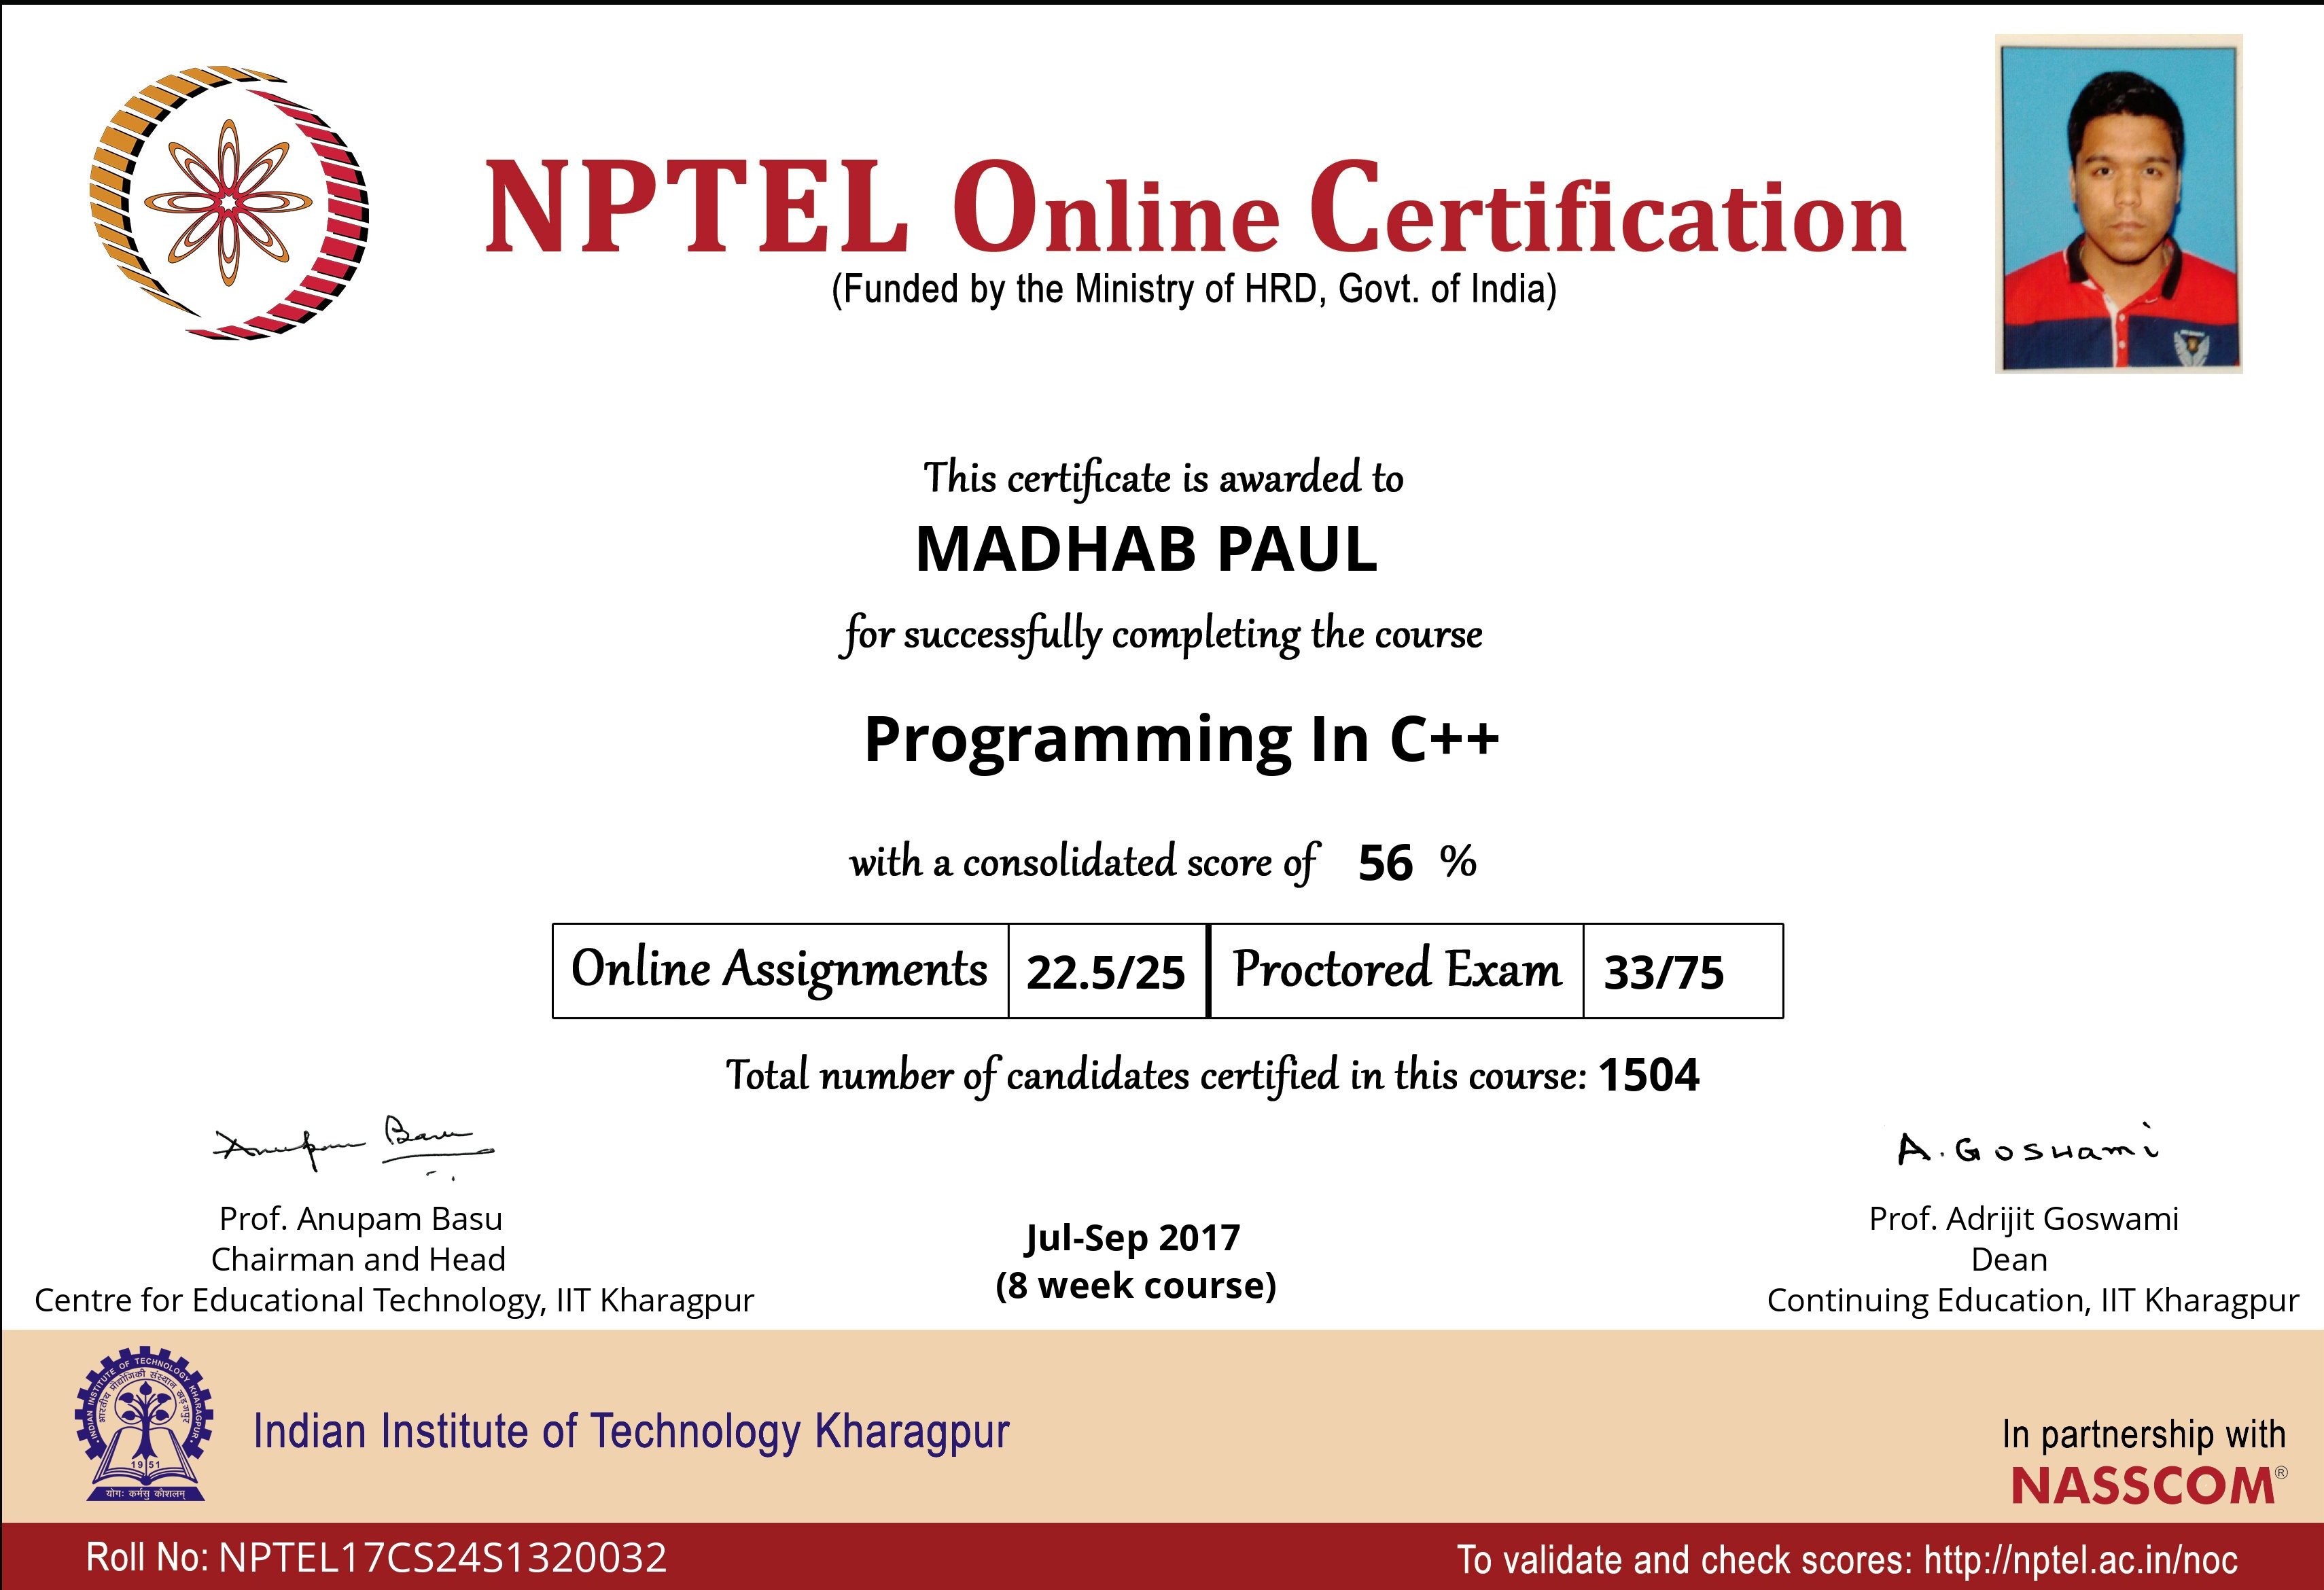 NPTEL Online Certification
(Funded by the Ministry of HRD, Govt. of India)
This certificate is awarded to
MADHAB PAUL
for successfully completing the course
Programming In C++
with a consolidated score of 56 %
Online Assignments 22.5/25 Proctored Exam 33/75
Total number of candidates certified in this course: 1504
Anupam Basu
Prof. Anupam Basu
Chairman and Head
Centre for Educational Technology, IIT Kharagpur
Jul-Sep 2017
(8 week course)
A. Goswami
Prof. Adrijit Goswami
Dean
Continuing Education, IIT Kharagpur
INDIAN INSTITUTE OF TECHNOLOGY KHARAGPUR
भारतीय प्रौद्योगिकी संस्थान खड़गपुर
1951
योगः कर्मसु कौशलम्
Indian Institute of Technology Kharagpur
In partnership with
NASSCOM®
Roll No: NPTEL17CS24S1320032
To validate and check scores: http://nptel.ac.in/noc